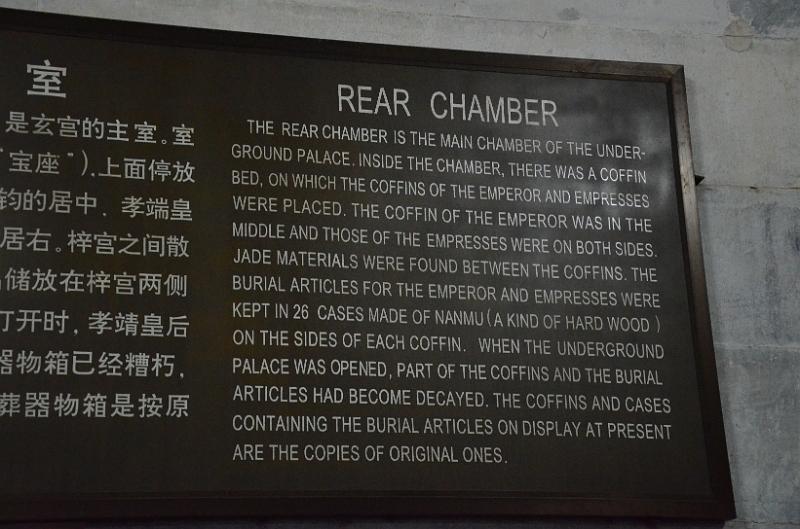 室
是玄宫的主室。室
“宝座”).上面停放
钧的居中．孝端皇
居右。梓宫之间散
储放在梓宫两侧
打开时，孝靖皇后
器物箱已经糟朽，
葬器物箱是按原
REAR CHAMBER
THE REAR CHAMBER IS THE MAIN CHAMBER OF THE UNDER-
GROUND PALACE. INSIDE THE CHAMBER, THERE WAS A COFFIN
BED, ON WHICH THE COFFINS OF THE EMPEROR AND EMPRESSES
WERE PLACED. THE COFFIN OF THE EMPEROR WAS IN THE
MIDDLE AND THOSE OF THE EMPRESSES WERE ON BOTH SIDES.
JADE MATERIALS WERE FOUND BETWEEN THE COFFINS. THE
BURIAL ARTICLES FOR THE EMPEROR AND EMPRESSES WERE
KEPT IN 26 CASES MADE OF NANMU(A KIND OF HARD WOOD)
ON THE SIDES OF EACH COFFIN. WHEN THE UNDERGROUND
PALACE WAS OPENED, PART OF THE COFFINS AND THE BURIAL
ARTICLES HAD BECOME DECAYED. THE COFFINS AND CASES
CONTAINING THE BURIAL ARTICLES ON DISPLAY AT PRESENT
ARE THE COPIES OF ORIGINAL ONES.